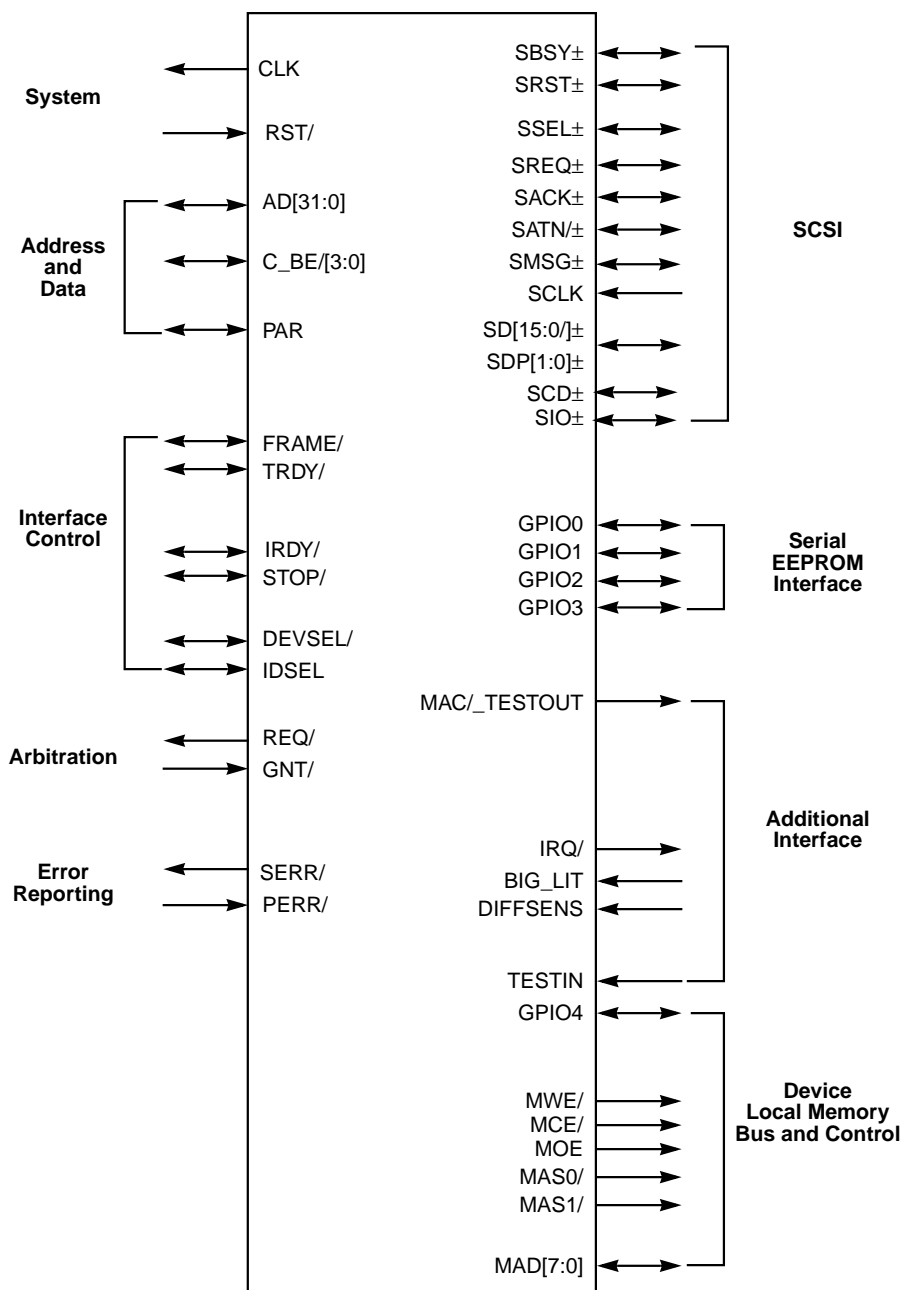 System
CLK
RST/
Address
and
Data
AD[31:0]
C_BE/[3:0]
PAR
Interface
Control
FRAME/
TRDY/
IRDY/
STOP/
DEVSEL/
IDSEL
Arbitration
REQ/
GNT/
Error
Reporting
SERR/
PERR/
SBSY±
SRST±
SSEL±
SREQ±
SACK±
SATN/±
SMSG±
SCLK
SD[15:0/]±
SDP[1:0]±
SCD±
SIO±
SCSI
GPIO0
GPIO1
GPIO2
GPIO3
Serial
EEPROM
Interface
MAC/_TESTOUT
IRQ/
BIG_LIT
DIFFSENS
TESTIN
Additional
Interface
GPIO4
MWE/
MCE/
MOE
MAS0/
MAS1/
MAD[7:0]
Device
Local Memory
Bus and Control